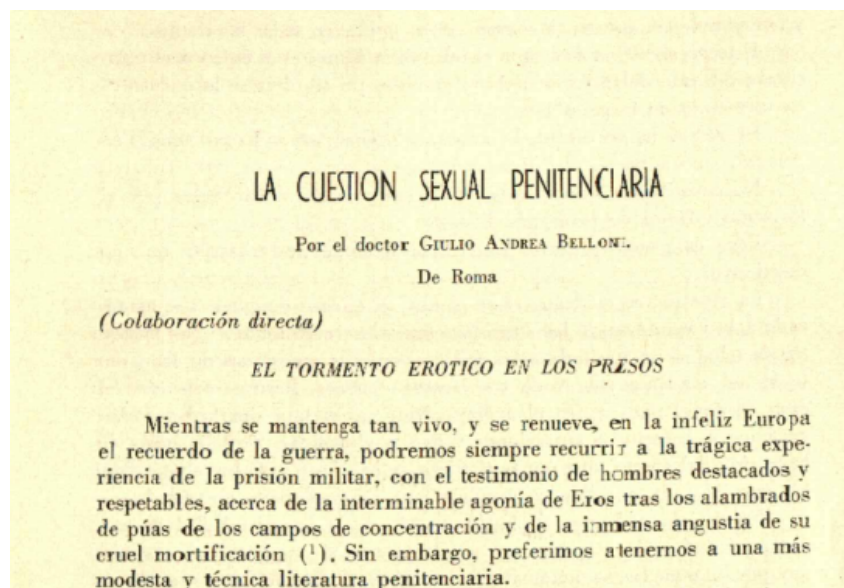 LA CUESTION SEXUAL PENITENCIARIA
Por el doctor GIULIO ANDREA BELLONI.
De Roma
(Colaboración directa)
EL TORMENTO EROTICO EN LOS PRESOS
Mientras se mantenga tan vivo, y se renueve, en la infeliz Europa
el recuerdo de la guerra, podremos siempre recurrir a la trágica expe-
riencia de la prisión militar, con el testimonio de hombres destacados y
respetables, acerca de la interminable agonía de Eros tras los alambrados
de púas de los campos de concentración y de la inmensa angustia de su
cruel mortificación (¹). Sin embargo, preferimos atenernos a una más
modesta y técnica literatura penitenciaria.